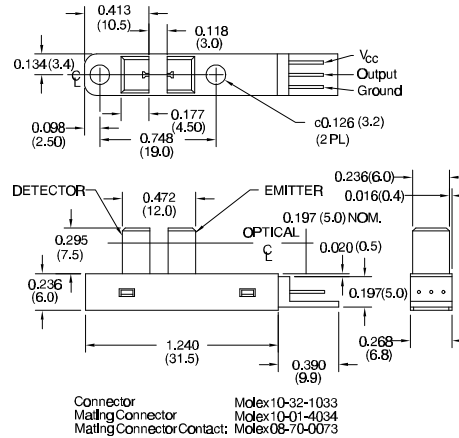 0.413
(10.5)
0.118
(3.0)
0.134(3.4)
CL
Vcc
Output
Ground
0.098
(2.50)
0.177
(4.50)
0.748
(19.0)
c0.126 (3.2)
(2 PL)
0.236(6.0)
0.016(0.4)
DETECTOR
0.472
(12.0)
EMITTER
OPTICAL
CL
0.197 (5.0) NOM.
0.295
(7.5)
0.020 (0.5)
0.236
(6.0)
0.197(5.0)
1.240
(31.5)
0.390
(9.9)
0.268
(6.8)
Connector Molex10-32-1033
Mating Connector Molex10-01-4034
Mating Connector Contact: Molex08-70-0073